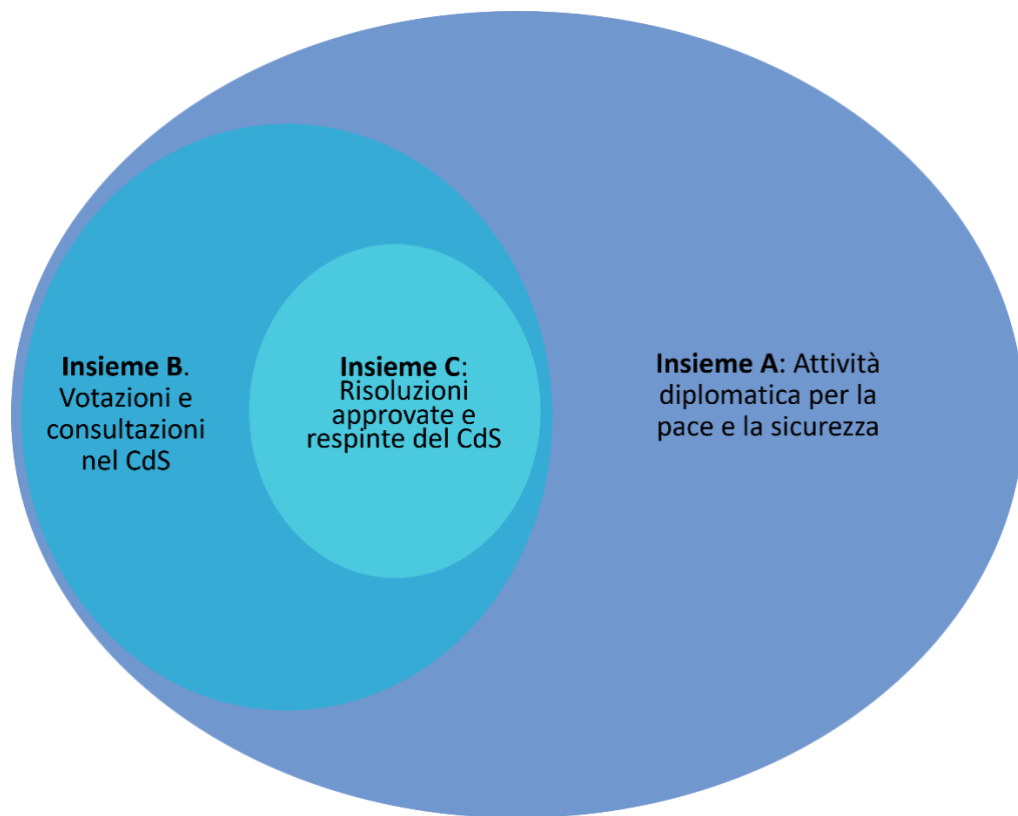 Insieme B.
Votazioni e
consultazioni
nel CdS
Insieme C:
Risoluzioni
approvate e
respinte del CdS
Insieme A: Attività
diplomatica per la
pace e la sicurezza